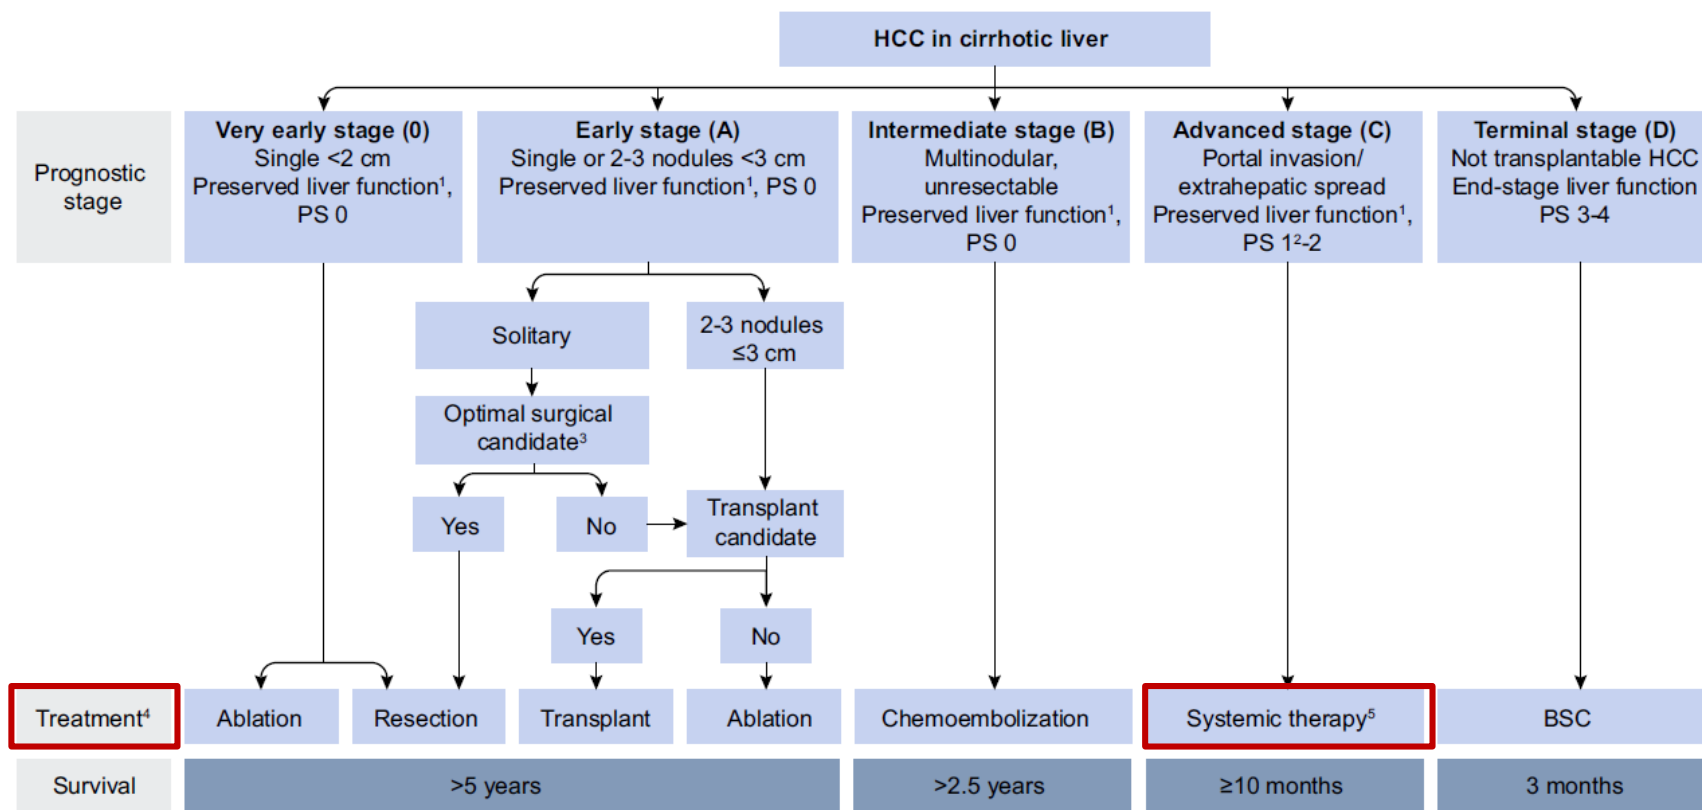 HCC in cirrhotic liver
Prognostic
stage
Very early stage (0)
Single <2 cm
Preserved liver function¹,
PS 0
Early stage (A)
Single or 2-3 nodules <3 cm
Preserved liver function¹, PS 0
Intermediate stage (B)
Multinodular,
unresectable
Preserved liver function¹,
PS 0
Advanced stage (C)
Portal invasion/
extrahepatic spread
Preserved liver function¹,
PS 1²-2
Terminal stage (D)
Not transplantable HCC
End-stage liver function
PS 3-4
Solitary
2-3 nodules
≤3 cm
Optimal surgical
candidate³
Yes
No
Transplant
candidate
Yes
No
Treatment⁴
Ablation
Resection
Transplant
Ablation
Chemoembolization
Systemic therapy⁵
BSC
Survival
>5 years
>2.5 years
≥10 months
3 months